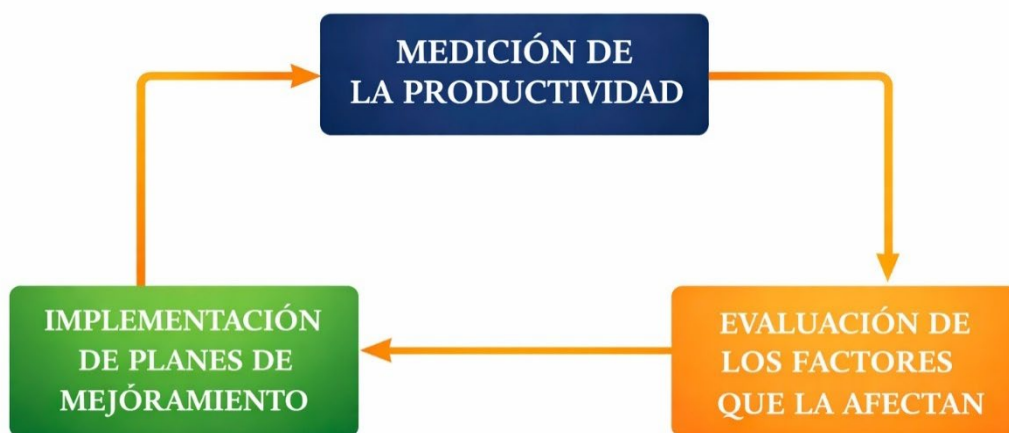 MEDICIÓN DE
LA PRODUCTIVIDAD
IMPLEMENTACIÓN
DE PLANES DE
MEJÓRAMIENTO
EVALUACIÓN DE
LOS FACTORES
QUE LA AFECTAN